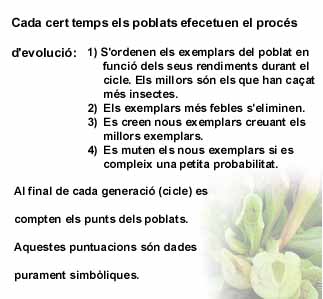 Cada cert temps els poblats efecetuen el procés
d'evolució: 1) S'ordenen els exemplars del poblat en
funció dels seus rendiments durant el
cicle. Els millors són els que han caçat
més insectes.
2) Els exemplars més febles s'eliminen.
3) Es creen nous exemplars creuant els
millors exemplars.
4) Es muten els nous exemplars si es
compleix una petita probabilitat.
Al final de cada generació (cicle) es
compten els punts dels poblats.
Aquestes puntuacions són dades
purament simbòliques.